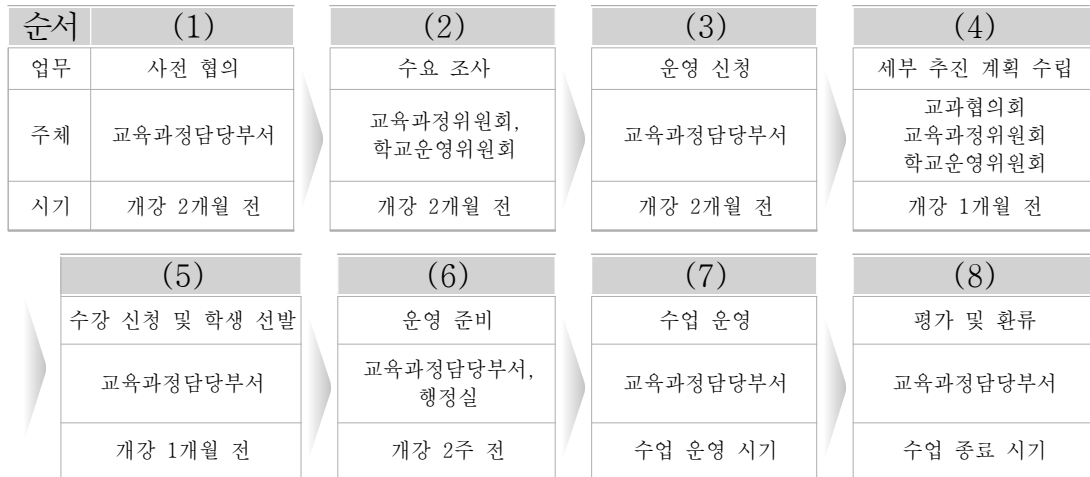 순서 (1) (2) (3) (4)
업무 사전 협의 수요 조사 운영 신청 세부 추진 계획 수립
주체 교육과정담당부서 교육과정위원회, 학교운영위원회 교육과정담당부서 교과협의회 교육과정위원회 학교운영위원회
시기 개강 2개월 전 개강 2개월 전 개강 2개월 전 개강 1개월 전
(5) (6) (7) (8)
수강 신청 및 학생 선발 운영 준비 수업 운영 평가 및 환류
교육과정담당부서 교육과정담당부서, 행정실 교육과정담당부서 교육과정담당부서
개강 1개월 전 개강 2주 전 수업 운영 시기 수업 종료 시기